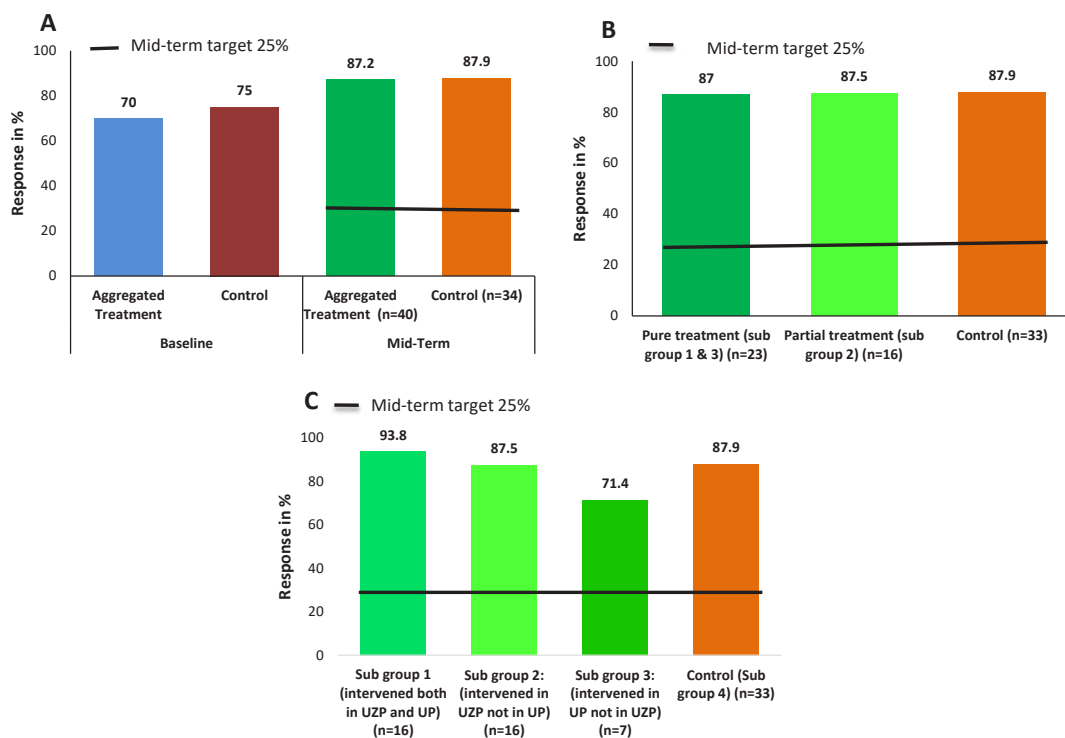 A
Mid-term target 25%
Response in %
100
80
60
40
20
0
70
75
87.2
87.9
Aggregated
Treatment
Control
Aggregated
Treatment (n=40)
Control (n=34)
Baseline
Mid-Term
B
Mid-term target 25%
Response in %
100
80
60
40
20
0
87
87.5
87.9
Pure treatment (sub
group 1 & 3) (n=23)
Partial treatment (sub
group 2) (n=16)
Control (n=33)
C
Mid-term target 25%
Response in %
100
80
60
40
20
0
93.8
87.5
71.4
87.9
Sub group 1
(intervened both
in UZP and UP)
(n=16)
Sub group 2:
(intervened in
UZP not in UP)
(n=16)
Sub group 3:
(intervened in
UP not in UZP)
(n=7)
Control (Sub
group 4) (n=33)